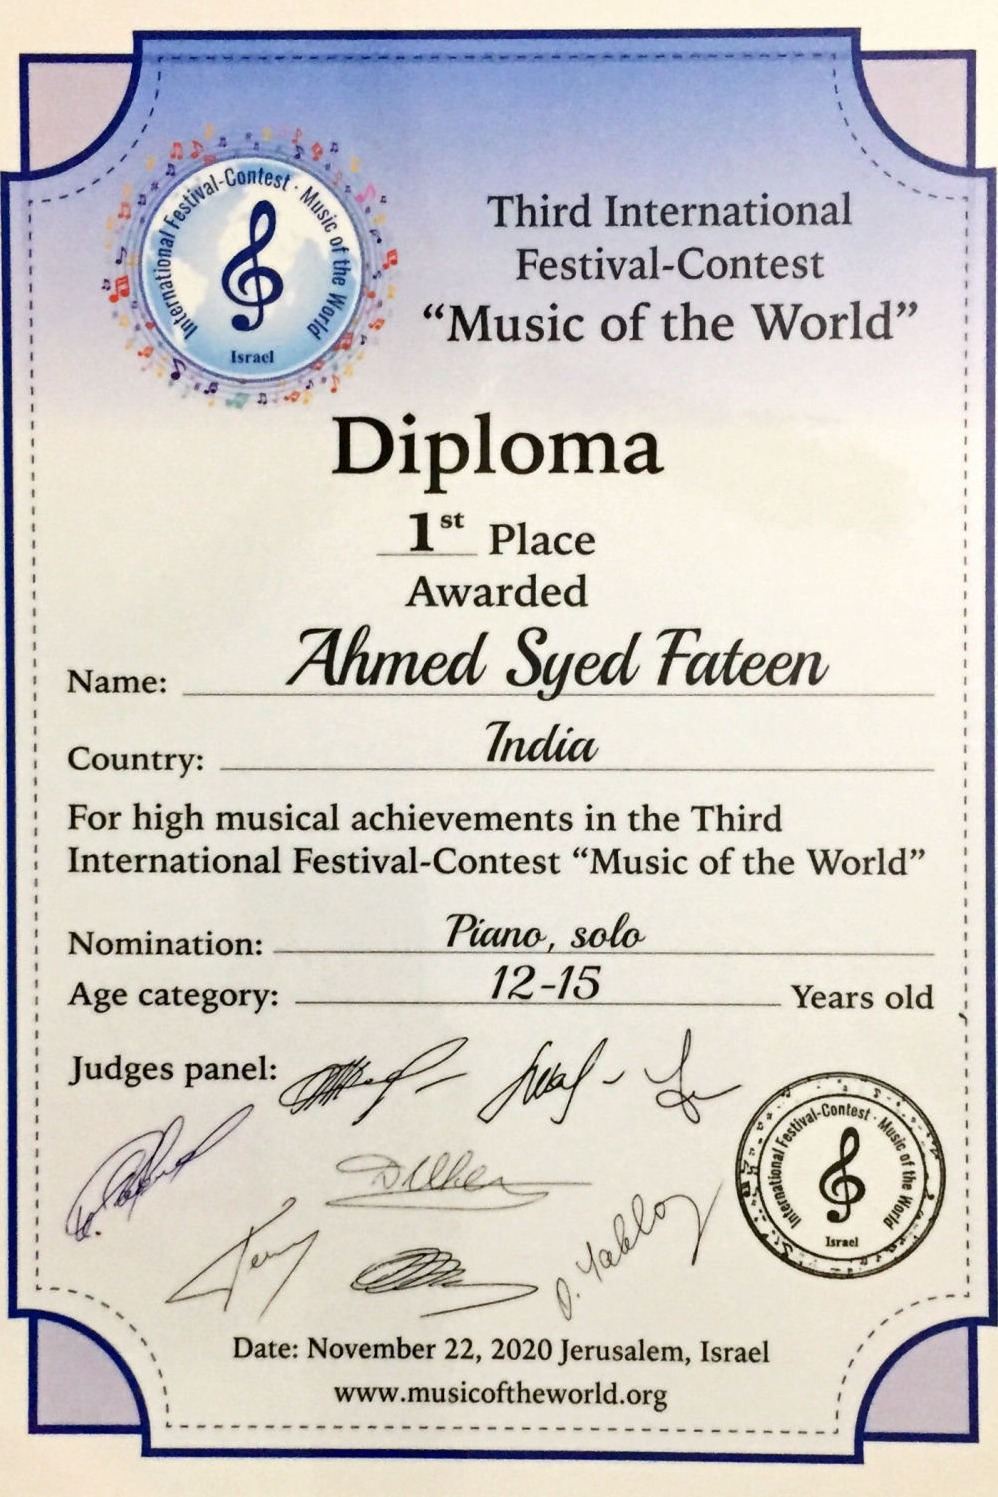 International Festival-Contest · Music of the World
Israel
Third International
Festival-Contest
“Music of the World”
Diploma
1st Place
Awarded
Name: Ahmed Syed Fateen
Country: India
For high musical achievements in the Third
International Festival-Contest “Music of the World”
Nomination: Piano, solo
Age category: 12-15 Years old
Judges panel:
International Festival-Contest · Music of the World
Israel
Date: November 22, 2020 Jerusalem, Israel
www.musicoftheworld.org